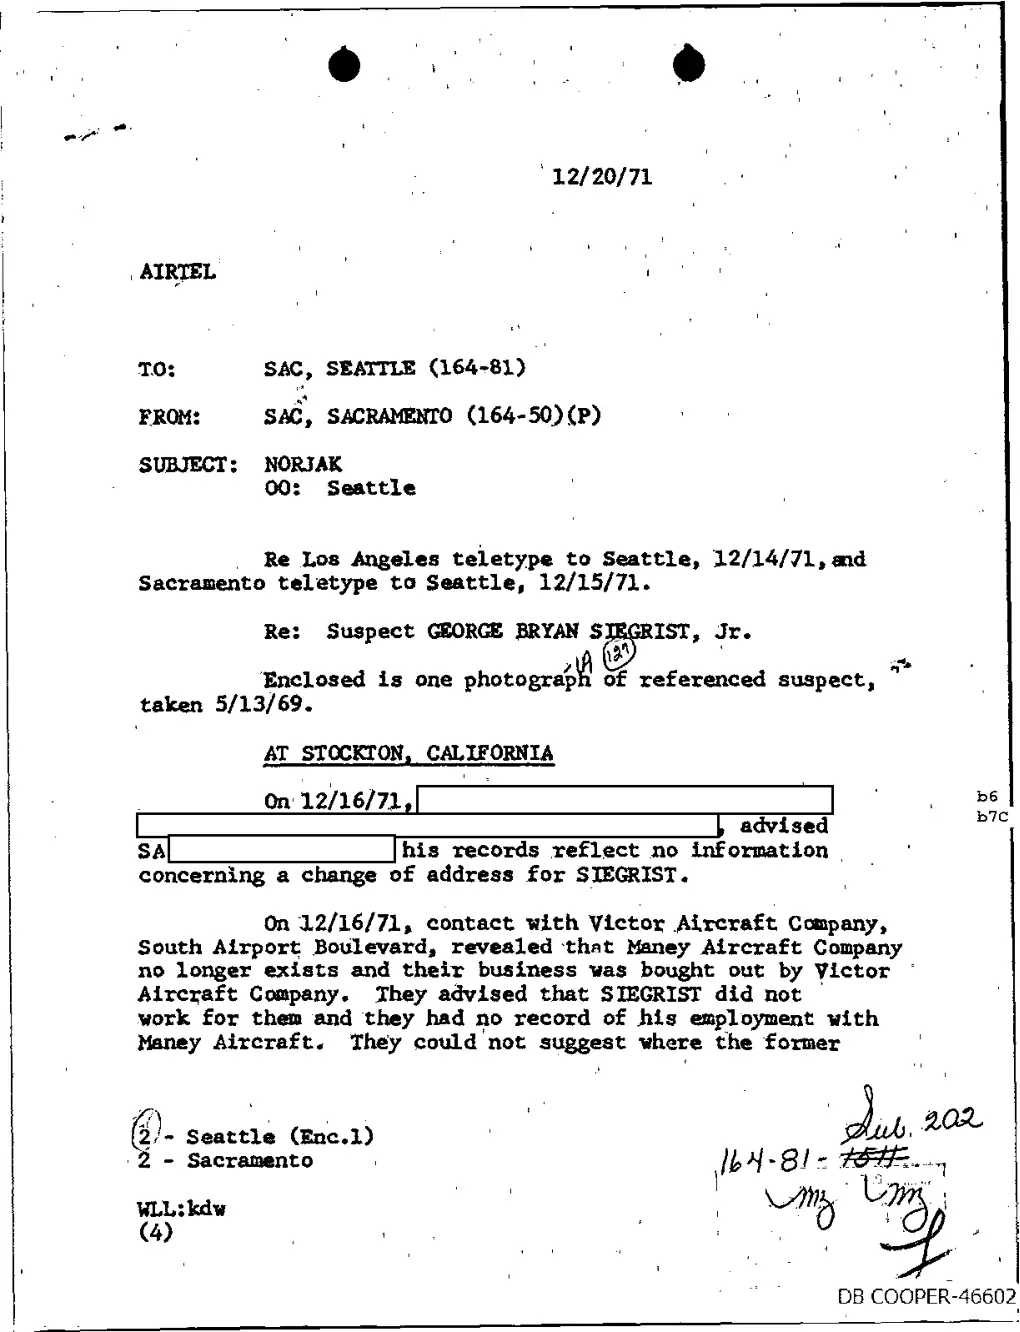 12/20/71
AIRTEL
TO: SAC, SEATTLE (164-81)
FROM: SAC, SACRAMENTO (164-50)(P)
SUBJECT: NORJAK
OO: Seattle
Re Los Angeles teletype to Seattle, 12/14/71, and
Sacramento teletype to Seattle, 12/15/71.
Re: Suspect GEORGE BRYAN SIEGRIST, Jr.
1A 127
Enclosed is one photograph of referenced suspect,
taken 5/13/69.
AT STOCKTON, CALIFORNIA
On 12/16/71,
b6
b7C
, advised
SA his records reflect no information
concerning a change of address for SIEGRIST.
On 12/16/71, contact with Victor Aircraft Company,
South Airport Boulevard, revealed that Maney Aircraft Company
no longer exists and their business was bought out by Victor
Aircraft Company. They advised that SIEGRIST did not
work for them and they had no record of his employment with
Maney Aircraft. They could not suggest where the former
2 - Seattle (Enc.1)
2 - Sacramento
Sub. 202
164-81-
WLL:kdw
(4)
DB COOPER-46602